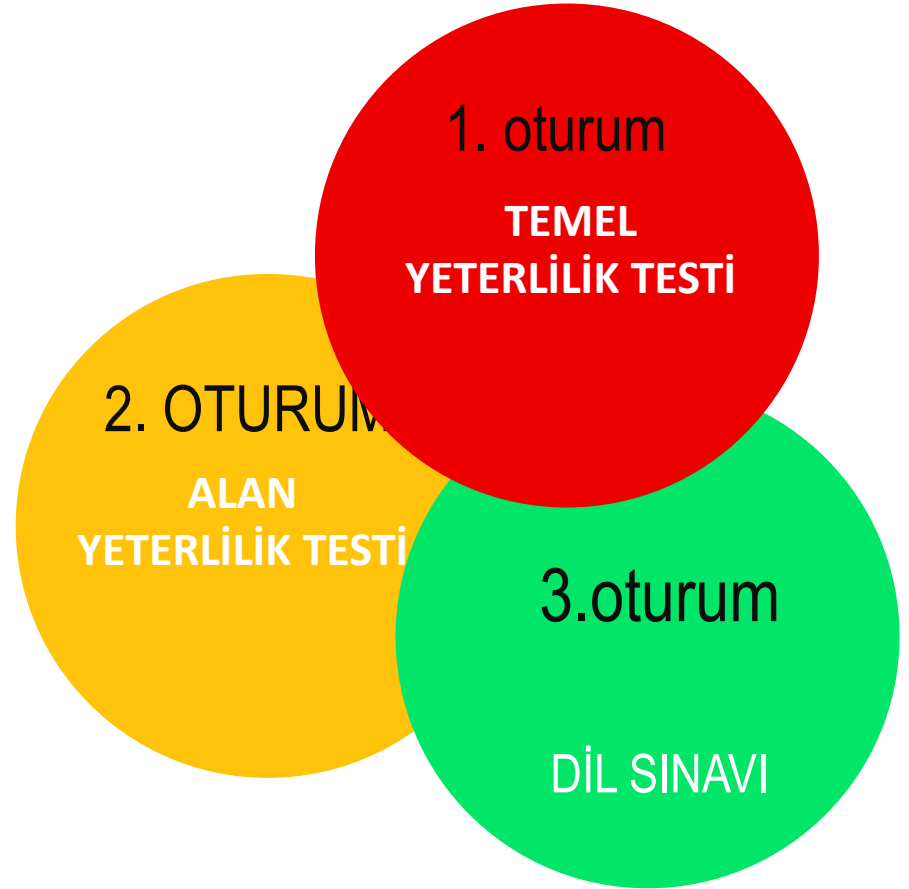 1. oturum
TEMEL
YETERLİLİK TESTİ
2. OTURUM
ALAN
YETERLİLİK TESTİ
3.oturum
DİL SINAVI